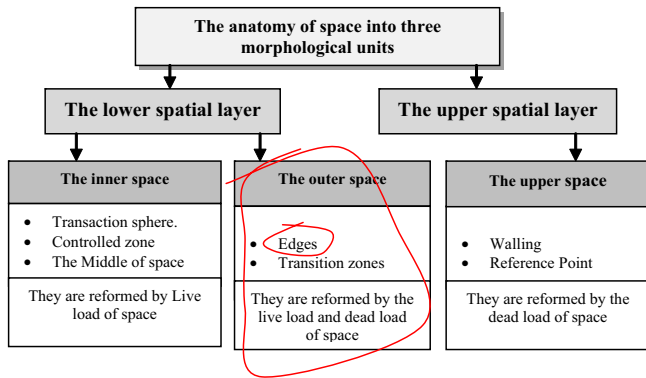 The anatomy of space into three
morphological units
The lower spatial layer
The upper spatial layer
The inner space
• Transaction sphere.
• Controlled zone
• The Middle of space
They are reformed by Live
load of space
The outer space
• Edges
• Transition zones
They are reformed by the
live load and dead load
of space
The upper space
• Walling
• Reference Point
They are reformed by the
dead load of space